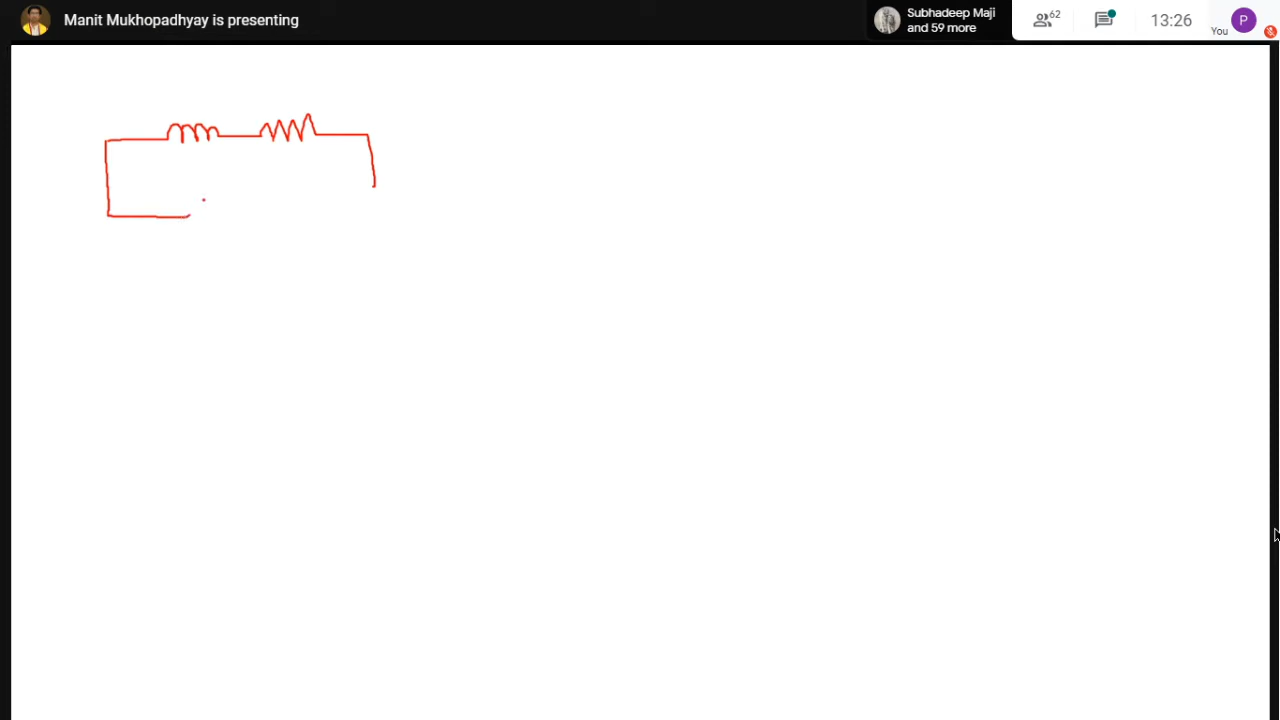 Manit Mukhopadhyay is presenting
Subhadeep Maji
and 59 more
62
13:26
You
P